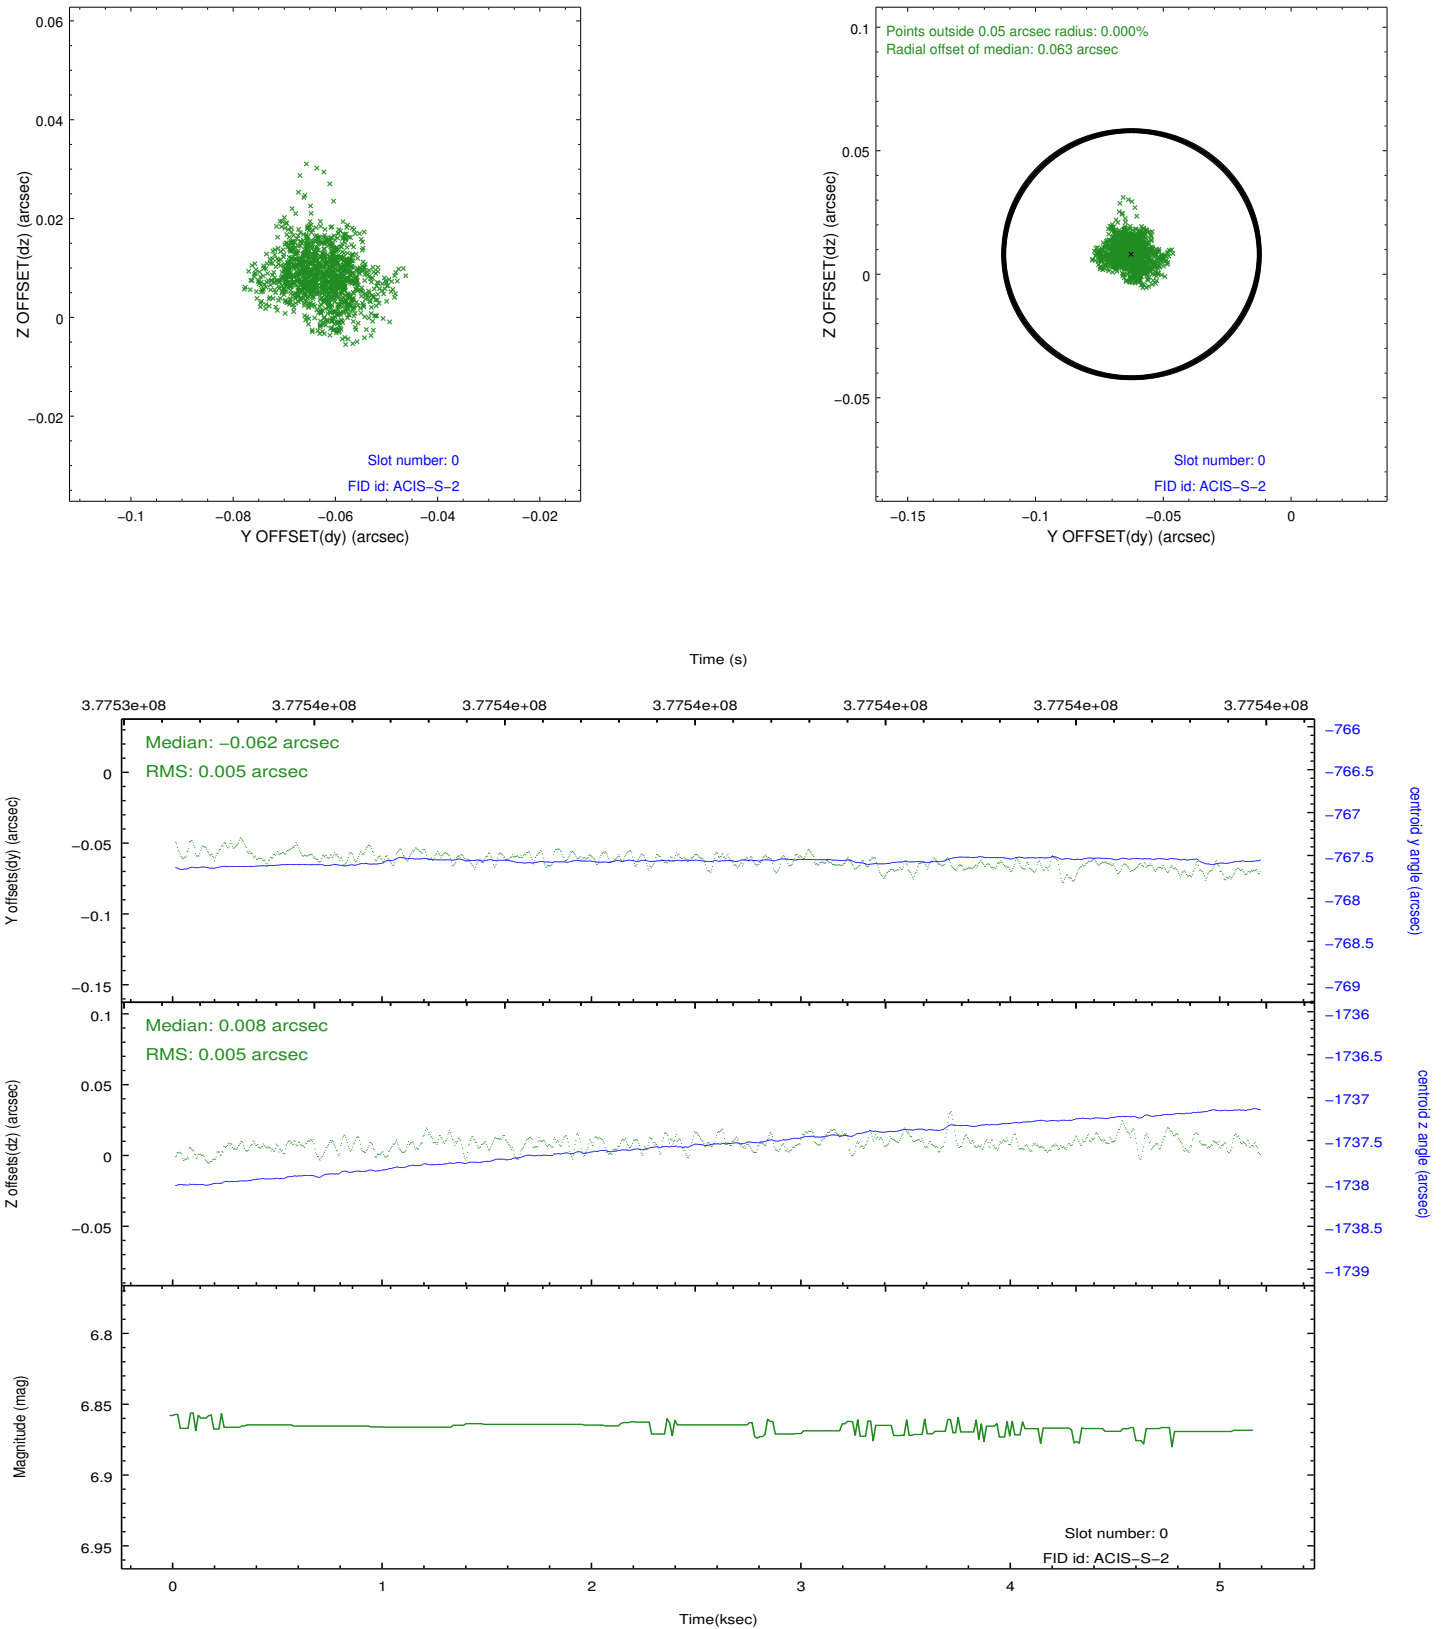 0.06
0.04
0.02
0
−0.02
Z OFFSET(dz) (arcsec)
Slot number: 0
FID id: ACIS−S−2
−0.1
−0.08
−0.06
−0.04
−0.02
Y OFFSET(dy) (arcsec)
Points outside 0.05 arcsec radius: 0.000%
Radial offset of median: 0.063 arcsec
0.1
0.05
0
−0.05
Z OFFSET(dz) (arcsec)
Slot number: 0
FID id: ACIS−S−2
−0.15
−0.1
−0.05
0
Y OFFSET(dy) (arcsec)
Time (s)
3.7753e+08
3.7754e+08
3.7754e+08
3.7754e+08
3.7754e+08
3.7754e+08
3.7754e+08
Median: −0.062 arcsec
RMS: 0.005 arcsec
0
−0.05
−0.1
−0.15
Y offsets(dy) (arcsec)
−766
−766.5
−767
−767.5
−768
−768.5
−769
centroid y angle (arcsec)
Median: 0.008 arcsec
RMS: 0.005 arcsec
0.1
0.05
0
−0.05
Z offsets(dz) (arcsec)
−1736
−1736.5
−1737
−1737.5
−1738
−1738.5
−1739
centroid z angle (arcsec)
6.8
6.85
6.9
6.95
Magnitude (mag)
Slot number: 0
FID id: ACIS−S−2
0
1
2
3
4
5
Time(ksec)